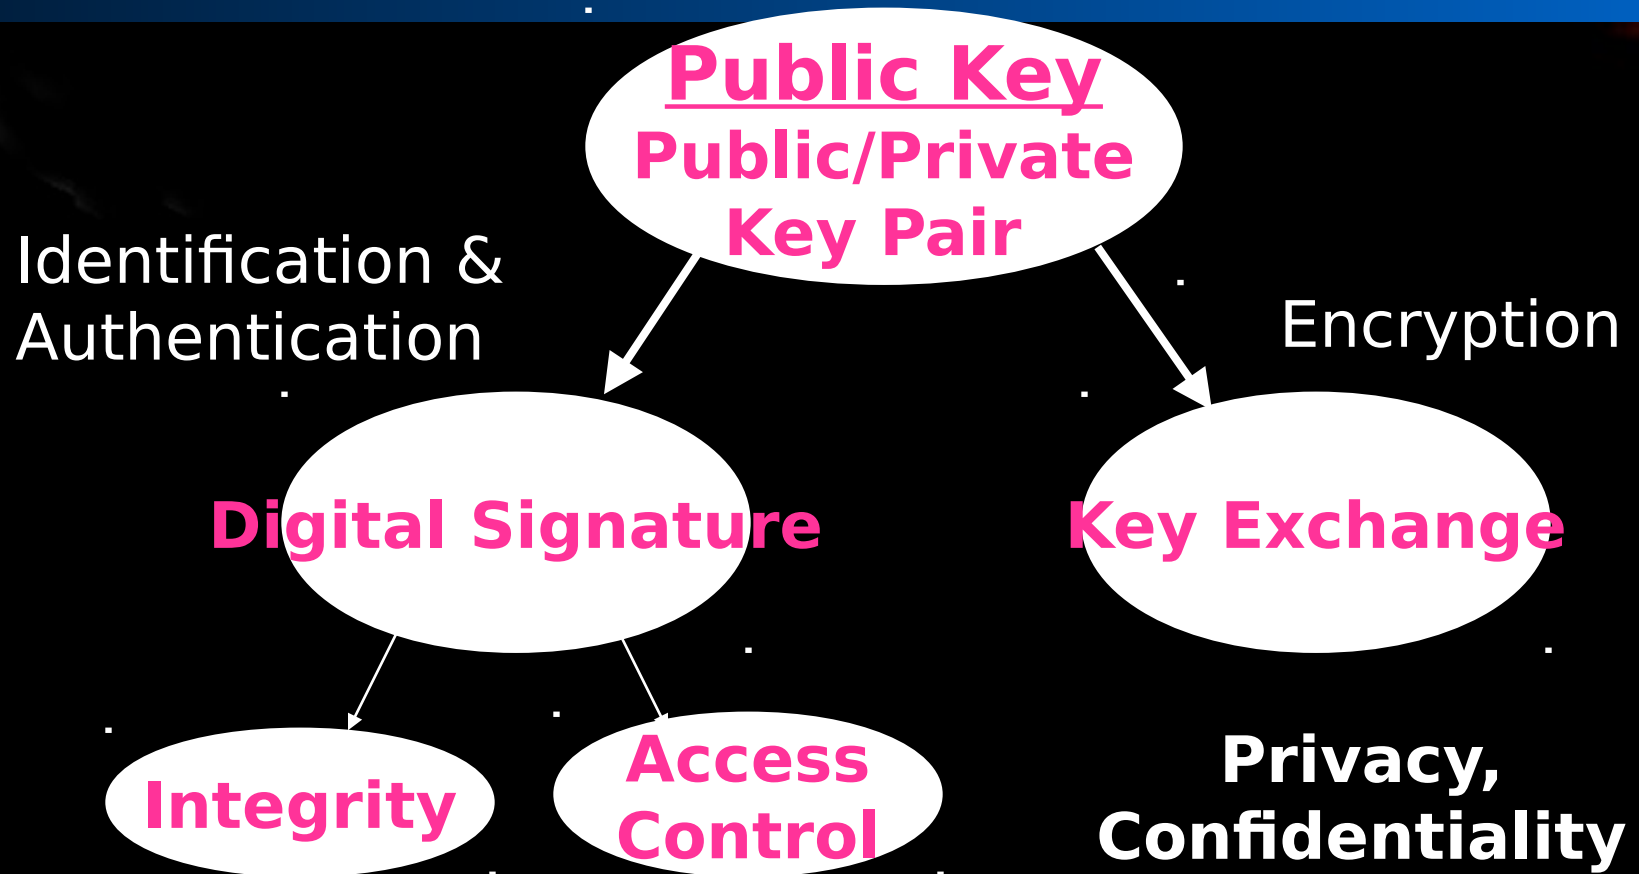 Public Key
Public/Private
Key Pair
Identification &
Authentication
Encryption
Digital Signature
Key Exchange
Integrity
Access
Control
Privacy,
Confidentiality